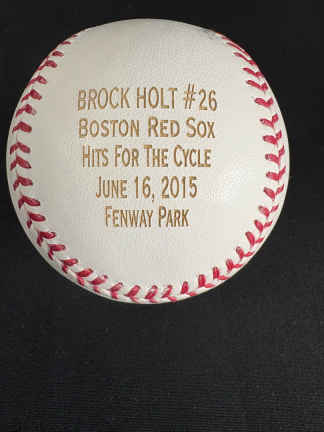 BROCK HOLT #26
BOSTON RED SOX
HITS FOR THE CYCLE
JUNE 16, 2015
FENWAY PARK